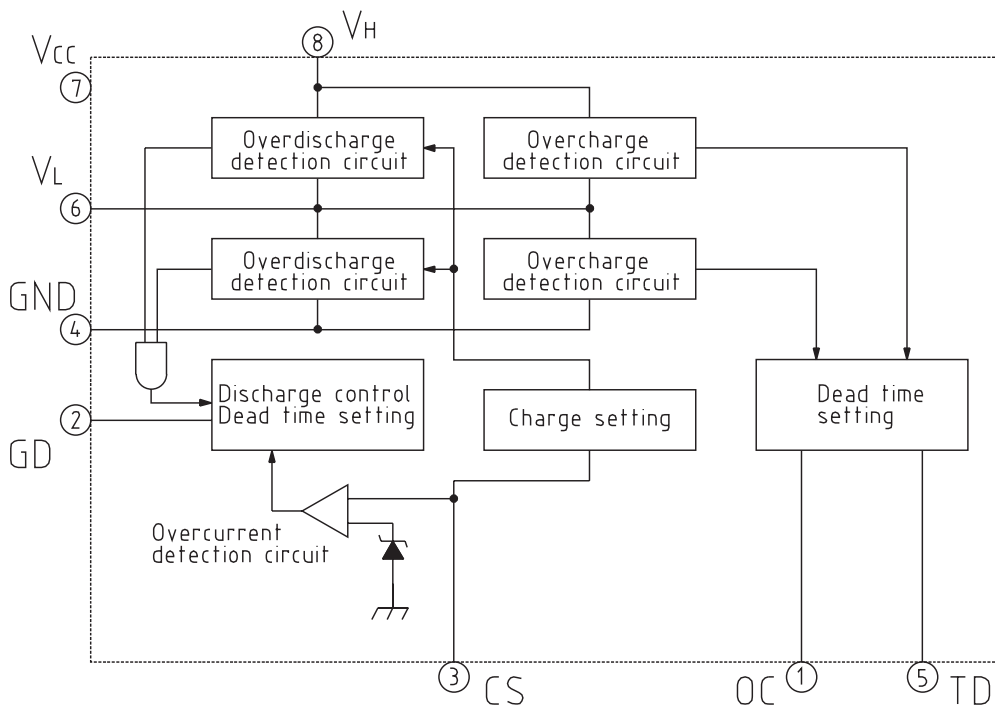 VH
8
VCC
7
Overdischarge
detection circuit
Overcharge
detection circuit
VL
6
Overdischarge
detection circuit
Overcharge
detection circuit
GND
4
Discharge control
Dead time setting
Charge setting
Dead time
setting
2
GD
Overcurrent
detection circuit
3
CS
OC
1
5
TD